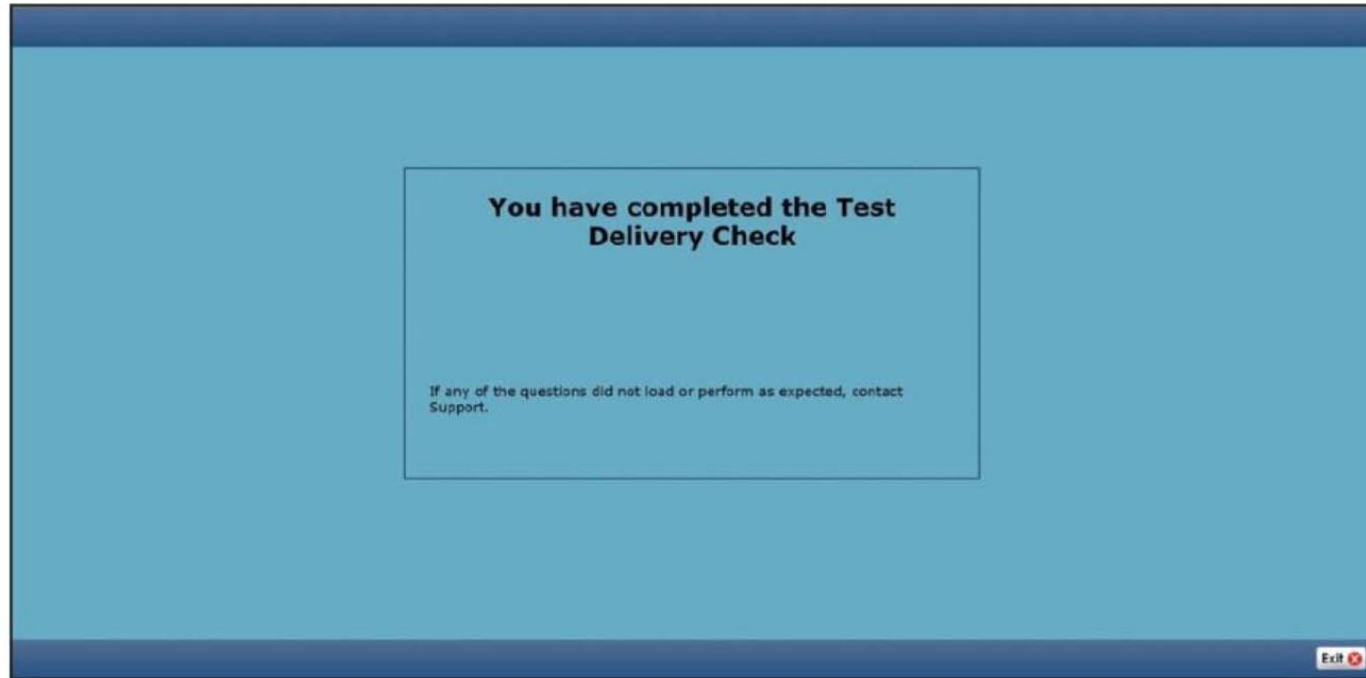 You have completed the Test
Delivery Check
If any of the questions did not load or perform as expected, contact
Support.
Exit